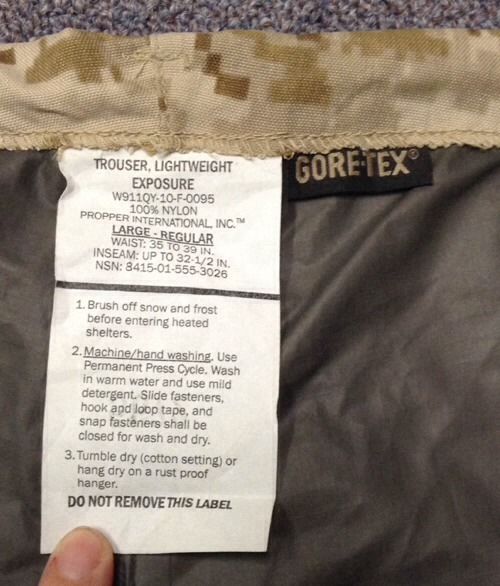 TROUSER, LIGHTWEIGHT
EXPOSURE
W911QY-10-F-0095
100% NYLON
PROPPER INTERNATIONAL, INC.™
LARGE - REGULAR
WAIST: 35 TO 39 IN.
INSEAM: UP TO 32-1/2 IN.
NSN: 8415-01-555-3026
GORE-TEX®
1. Brush off snow and frost
before entering heated
shelters.
2. Machine/hand washing. Use
Permanent Press Cycle. Wash
in warm water and use mild
detergent. Slide fasteners,
hook and loop tape, and
snap fasteners shall be
closed for wash and dry.
3. Tumble dry (cotton setting) or
hang dry on a rust proof
hanger.
DO NOT REMOVE THIS LABEL